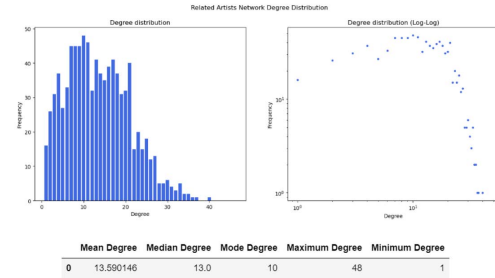 Related Artists Network Degree Distribution
Degree distribution
Degree distribution (Log-Log)
50
40
30
20
10
0
Frequency
0 10 20 30 40
Degree
10¹
10⁰
Frequency
10⁰ 10¹
Degree
Mean Degree Median Degree Mode Degree Maximum Degree Minimum Degree
0 13.590146 13.0 10 48 1